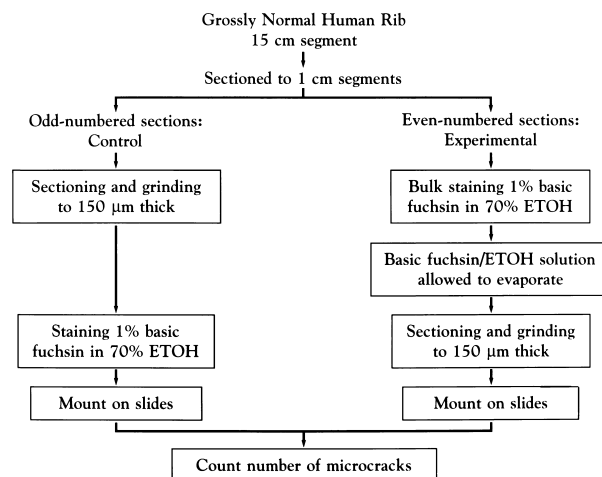 Grossly Normal Human Rib
15 cm segment
Sectioned to 1 cm segments
Odd-numbered sections:
Control
Sectioning and grinding
to 150 μm thick
Staining 1% basic
fuchsin in 70% ETOH
Mount on slides
Even-numbered sections:
Experimental
Bulk staining 1% basic
fuchsin in 70% ETOH
Basic fuchsin/ETOH solution
allowed to evaporate
Sectioning and grinding
to 150 μm thick
Mount on slides
Count number of microcracks